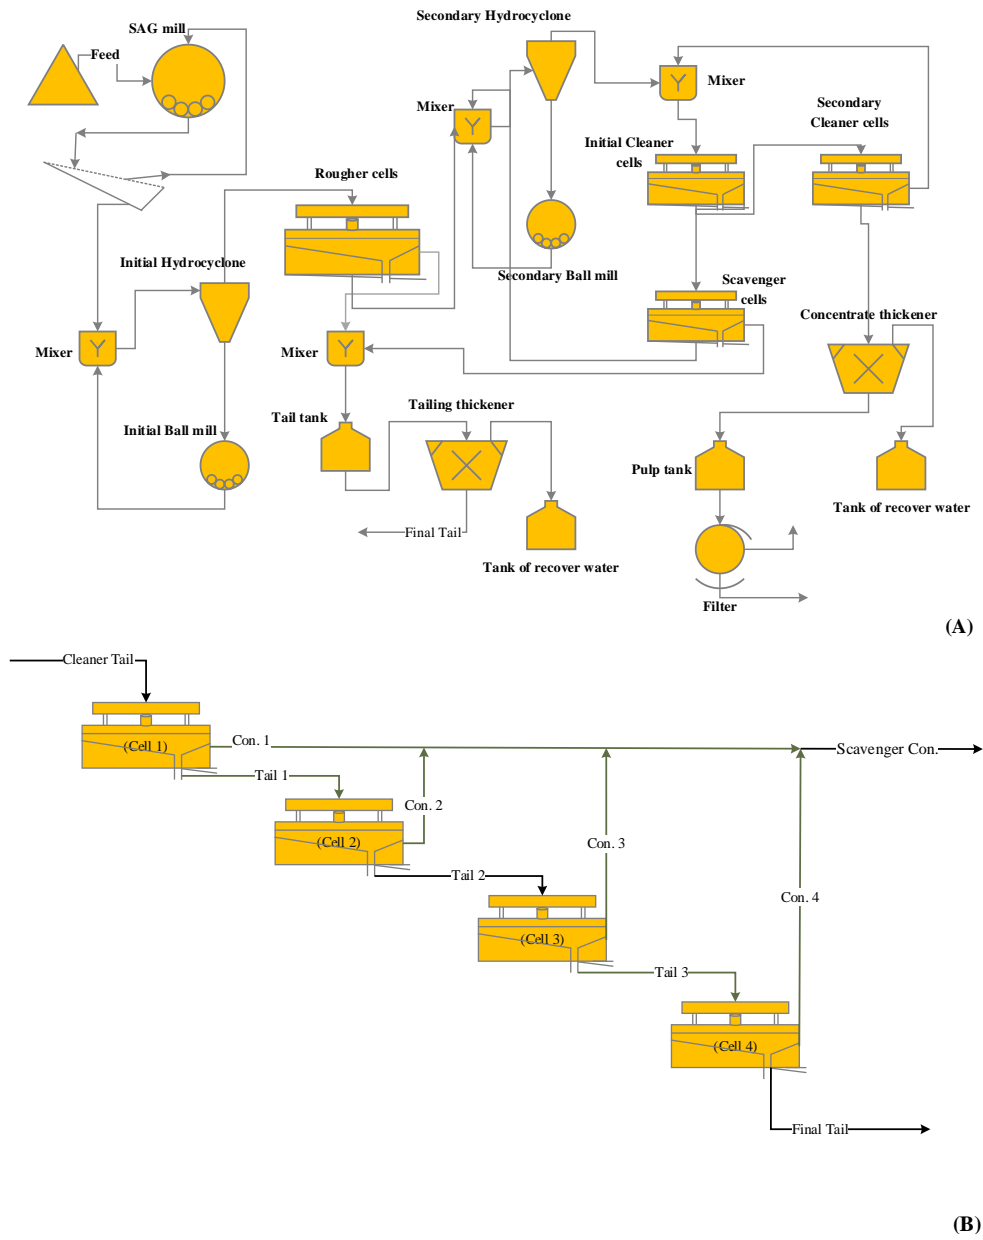 Secondary Hydrocyclone
SAG mill
Feed
Mixer
Mixer
Secondary
Cleaner cells
Initial Cleaner
cells
Rougher cells
Initial Hydrocyclone
Secondary Ball mill
Scavenger
cells
Concentrate thickener
Mixer
Mixer
Tailing thickener
Tail tank
Initial Ball mill
Pulp tank
Tank of recover water
Final Tail
Tank of recover water
Filter
(A)
Cleaner Tail
(Cell 1)
Con. 1
Scavenger Con.
Tail 1
Con. 2
(Cell 2)
Con. 3
Tail 2
Con. 4
(Cell 3)
Tail 3
(Cell 4)
Final Tail
(B)